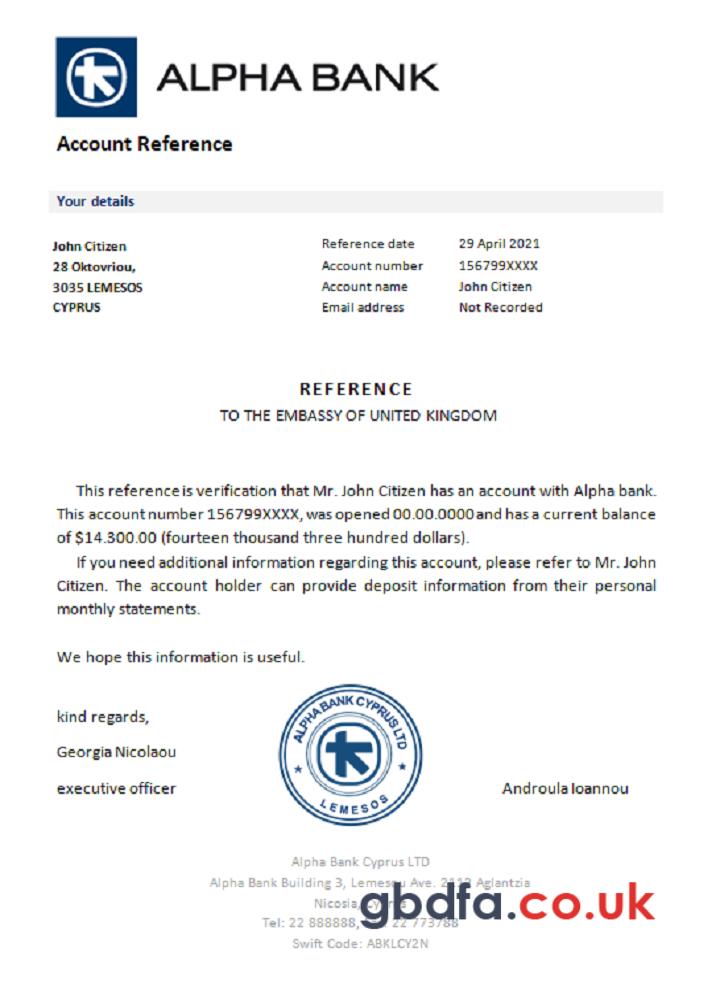 ALPHA BANK
Account Reference
Your details
John Citizen
28 Oktovriou,
3035 LEMESOS
CYPRUS
Reference date 29 April 2021
Account number 156799XXXX
Account name John Citizen
Email address Not Recorded
REFERENCE
TO THE EMBASSY OF UNITED KINGDOM
This reference is verification that Mr. John Citizen has an account with Alpha bank.
This account number 156799XXXX, was opened 00.00.0000 and has a current balance
of $14.300.00 (fourteen thousand three hundred dollars).
If you need additional information regarding this account, please refer to Mr. John
Citizen. The account holder can provide deposit information from their personal
monthly statements.
We hope this information is useful.
kind regards,
Georgia Nicolaou
executive officer
ALPHA BANK CYPRUS LTD
LEMESOS
Androula Ioannou
Alpha Bank Cyprus LTD
Alpha Bank Building 3, Lemesou Ave. Aglantzia
Nicosia,
gbdfa.co.uk
Tel: 22 888888, 22 773788
Swift Code: ABKLCY2N